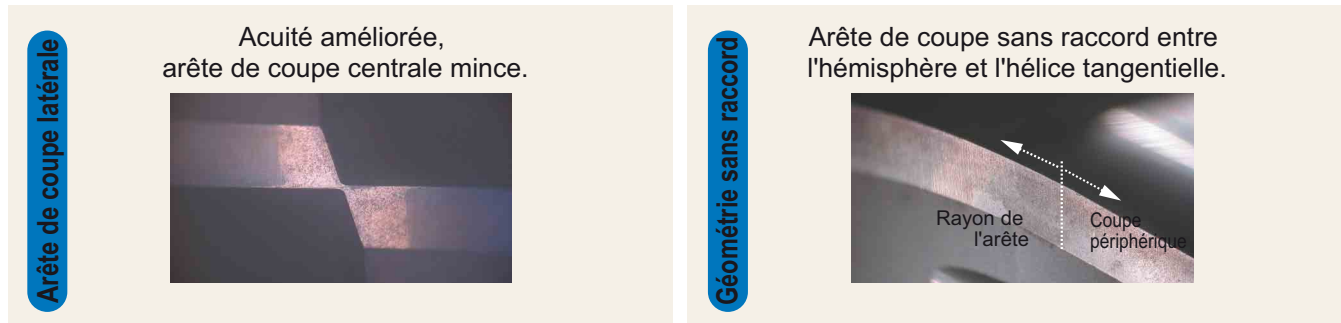 Arête de coupe latérale
Acuité améliorée,
arête de coupe centrale mince.
Géométrie sans raccord
Arête de coupe sans raccord entre
l'hémisphère et l'hélice tangentielle.
Rayon de
l'arête
Coupe
périphérique